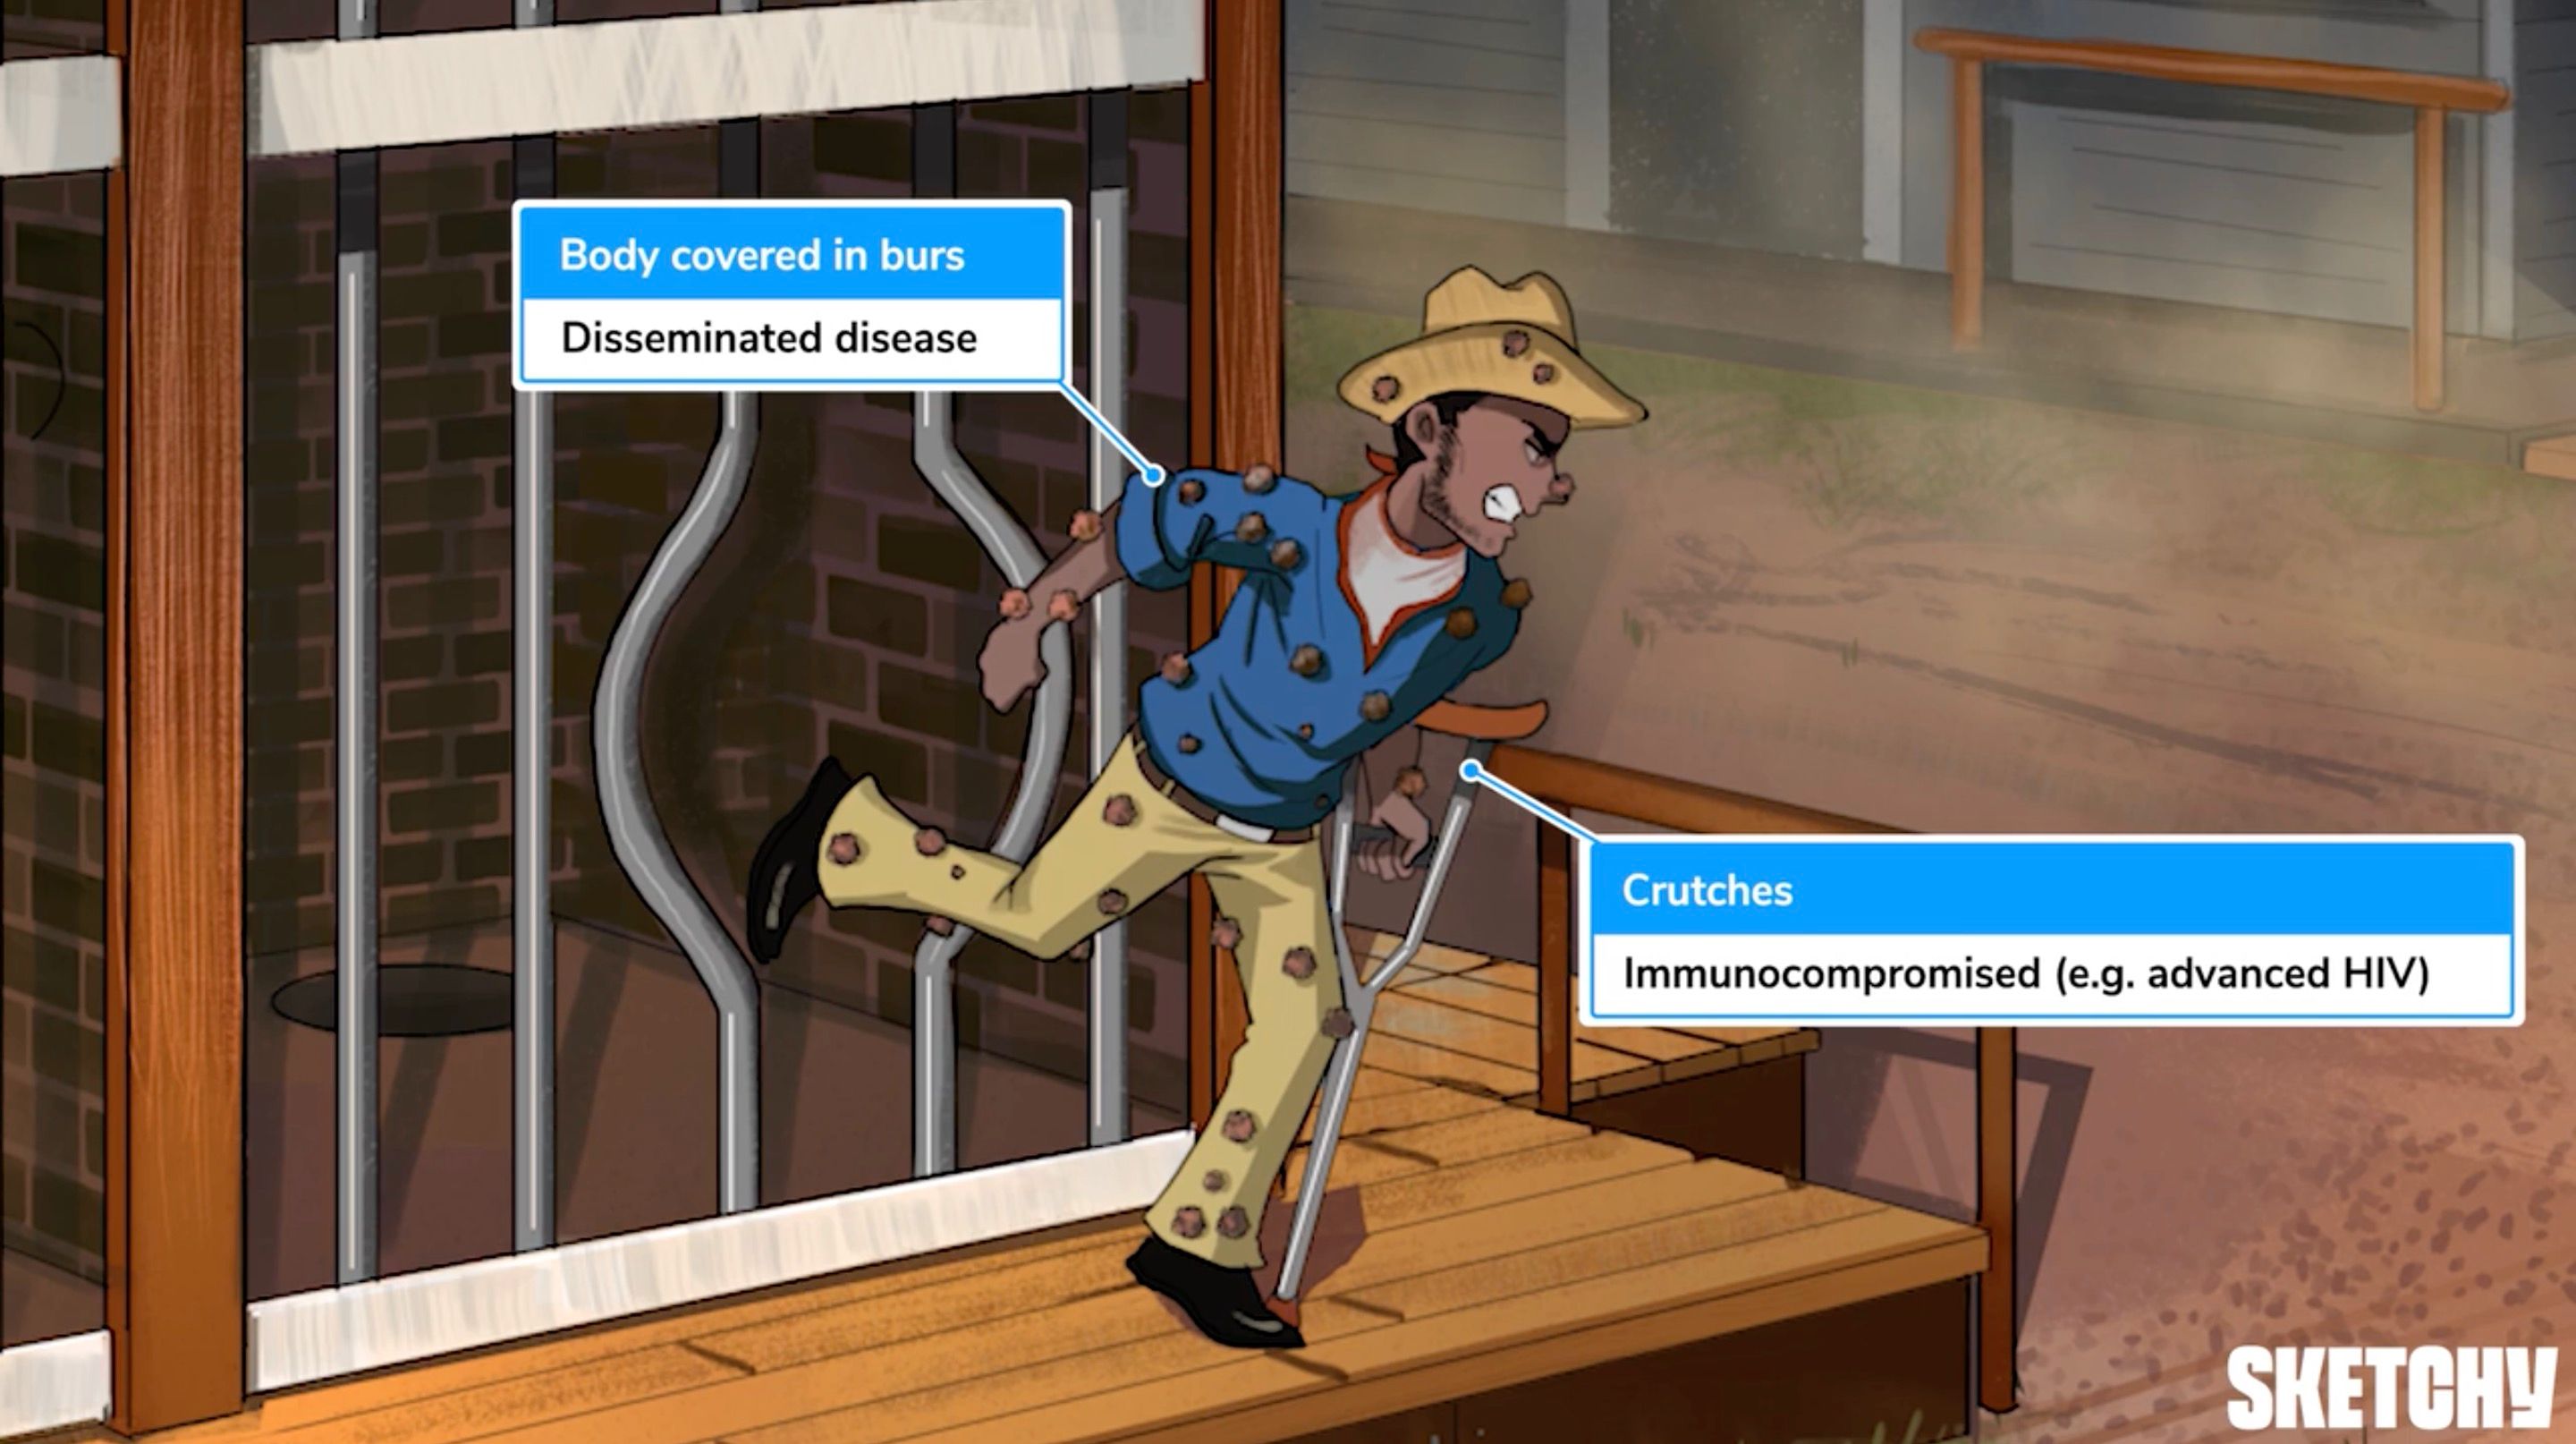 Body covered in burs
Disseminated disease
Crutches
Immunocompromised (e.g. advanced HIV)
SKETCHY